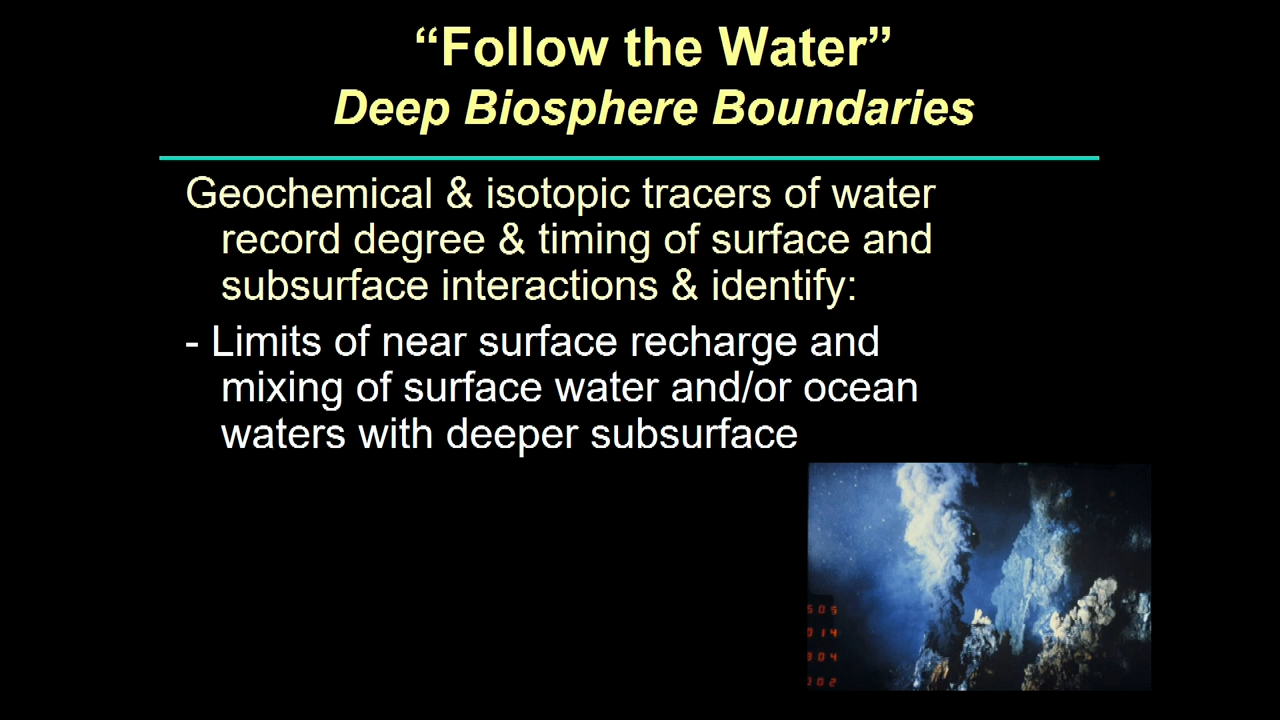 “Follow the Water”
Deep Biosphere Boundaries
Geochemical & isotopic tracers of water
record degree & timing of surface and
subsurface interactions & identify:
- Limits of near surface recharge and
mixing of surface water and/or ocean
waters with deeper subsurface
014